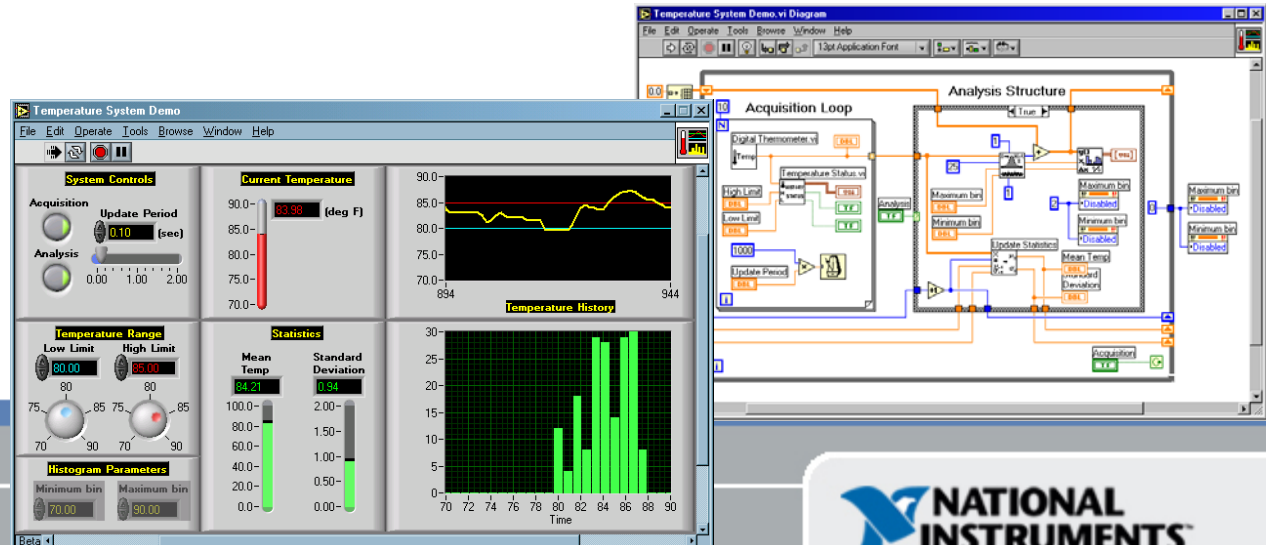 Temperature System Demo.vi Diagram
File Edit Operate Tools Browse Window Help
13pt Application Font
0.0
Acquisition Loop
Analysis Structure
True
10
N
Digital Thermometer.vi
Temp
DBL
Temperature Status.vi
High Limit
DBL
Low Limit
DBL
TF
TF
1000
Update Period
DBL
i
Analysis
TF
1
25
1
Maximum bin
DBL
Minimum bin
DBL
Maximum bin
Disabled
Minimum bin
Disabled
2
0
Maximum bin
Disabled
Minimum bin
Disabled
Update Statistics
Mean Temp
DBL
Deviation
DBL
+1
Acquisition
TF
i
Temperature System Demo
File Edit Operate Tools Browse Window Help
System Controls
Acquisition
Update Period
0.10 (sec)
Analysis
0.00 1.00 2.00
Current Temperature
83.98 (deg F)
90.0
85.0
80.0
75.0
70.0
90.0
85.0
80.0
75.0
70.0
894 944
Temperature History
Temperature Range
Low Limit High Limit
80.00 85.00
80 80
75 85 75 85
70 90 70 90
Histogram Parameters
Minimum bin Maximum bin
70.00 90.00
Statistics
Mean Temp
84.21
100.0
80.0
60.0
40.0
20.0
0.0
Standard Deviation
0.94
2.00
1.50
1.00
0.50
0.00
30
25
20
15
10
5
0
70 72 74 76 78 80 82 84 86 88 90
Time
Beta
NATIONAL
INSTRUMENTS